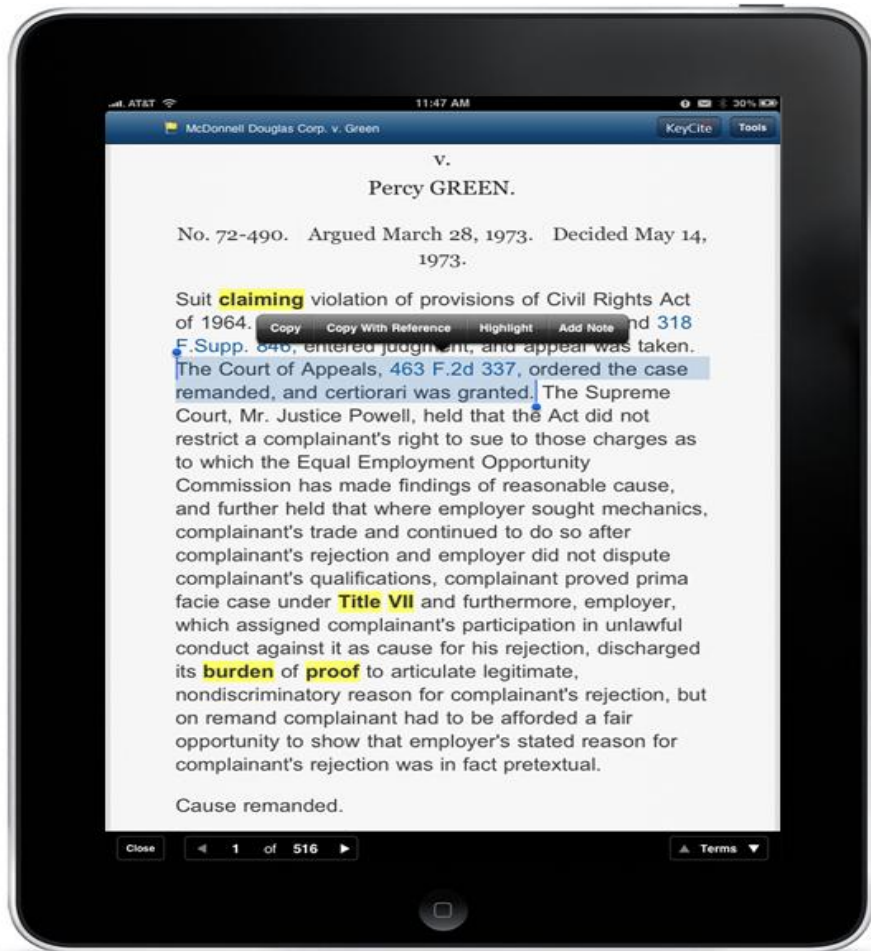 AT&T
11:47 AM
30%
McDonnell Douglas Corp. v. Green
KeyCite
Tools
v.
Percy GREEN.
No. 72-490. Argued March 28, 1973. Decided May 14,
1973.
Suit claiming violation of provisions of Civil Rights Act
of 1964. nd 318
Copy Copy With Reference Highlight Add Note
F.Supp. 846, entered judgment, and appeal was taken.
The Court of Appeals, 463 F.2d 337, ordered the case
remanded, and certiorari was granted. The Supreme
Court, Mr. Justice Powell, held that the Act did not
restrict a complainant's right to sue to those charges as
to which the Equal Employment Opportunity
Commission has made findings of reasonable cause,
and further held that where employer sought mechanics,
complainant's trade and continued to do so after
complainant's rejection and employer did not dispute
complainant's qualifications, complainant proved prima
facie case under Title VII and furthermore, employer,
which assigned complainant's participation in unlawful
conduct against it as cause for his rejection, discharged
its burden of proof to articulate legitimate,
nondiscriminatory reason for complainant's rejection, but
on remand complainant had to be afforded a fair
opportunity to show that employer's stated reason for
complainant's rejection was in fact pretextual.
Cause remanded.
Close
1 of 516
Terms